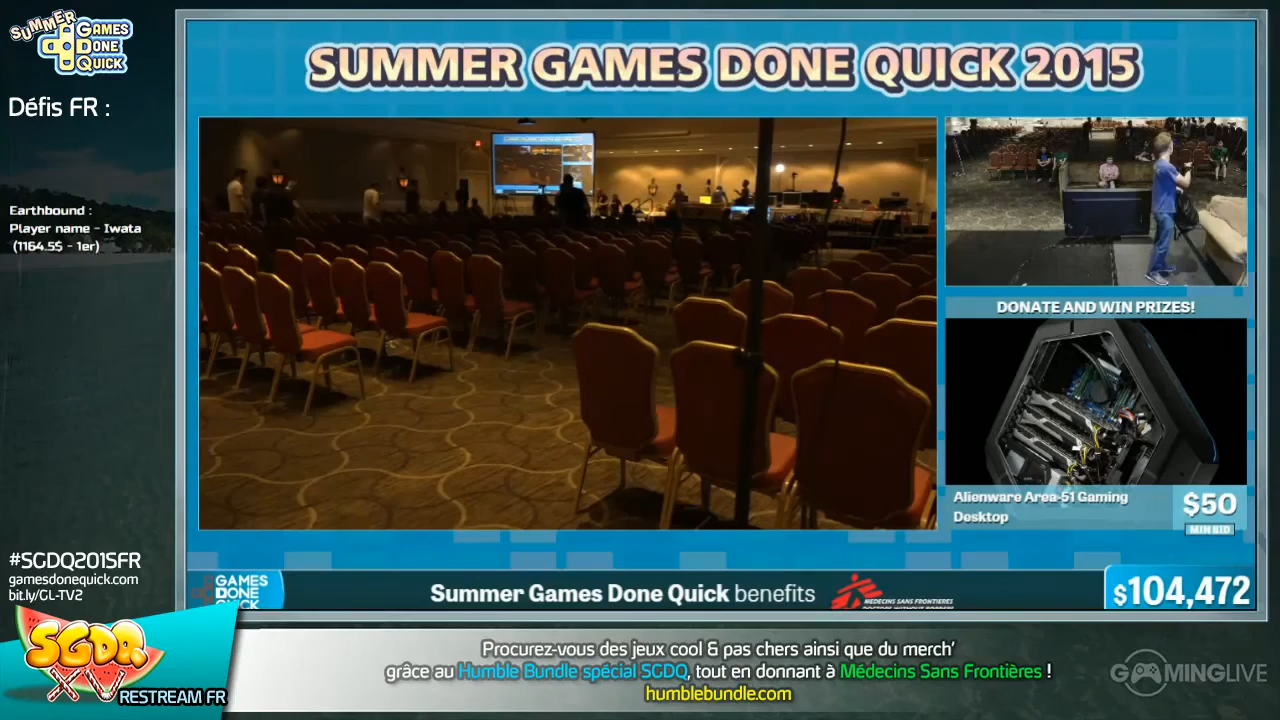 SUMMER
GAMES
DONE
QUICK
Défis FR :
Earthbound :
Player name - Iwata
(1164.5$ - 1er)
#SGDQ2015FR
gamesdonequick.com
bit.ly/GL-TV2
SGDQ
XV
RESTREAM FR
SUMMER GAMES DONE QUICK 2015
DONATE AND WIN PRIZES!
Alienware Area-51 Gaming
Desktop
$50
MIN BID
GAMES
DONE
QUICK
Summer Games Done Quick benefits
MEDECINS SANS FRONTIERES
$104,472
Procurez-vous des jeux cool & pas chers ainsi que du merch'
grâce au Humble Bundle spécial SGDQ, tout en donnant à Médecins Sans Frontières !
humblebundle.com
GAMINGLIVE